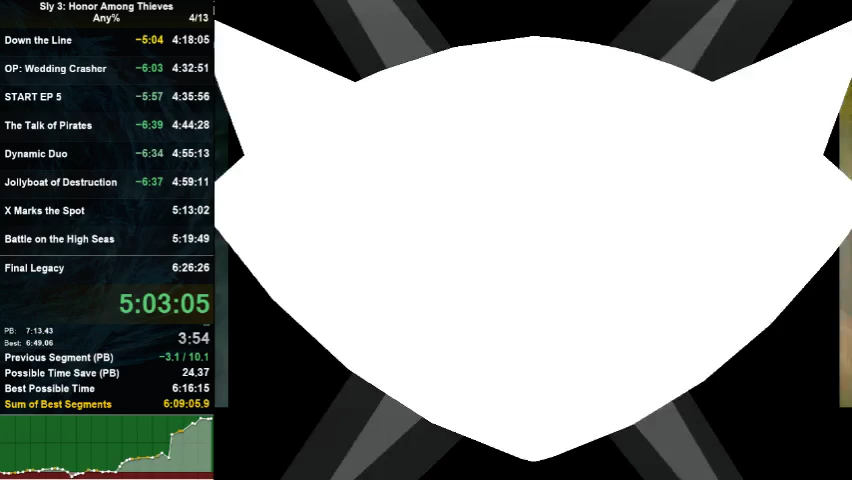 Sly 3: Honor Among Thieves
Any% 4/13
Down the Line −5:04 4:18:05
OP: Wedding Crasher −6:03 4:32:51
START EP 5 −5:57 4:35:56
The Talk of Pirates −6:39 4:44:28
Dynamic Duo −6:34 4:55:13
Jollyboat of Destruction −6:37 4:59:11
X Marks the Spot 5:13:02
Battle on the High Seas 5:19:49
Final Legacy 6:26:26
5:03:05
PB: 7:13.43
Best: 6:49.06
3:54
Previous Segment (PB) −3.1 / 10.1
Possible Time Save (PB) 24.37
Best Possible Time 6:16:15
Sum of Best Segments 6:09:05.9